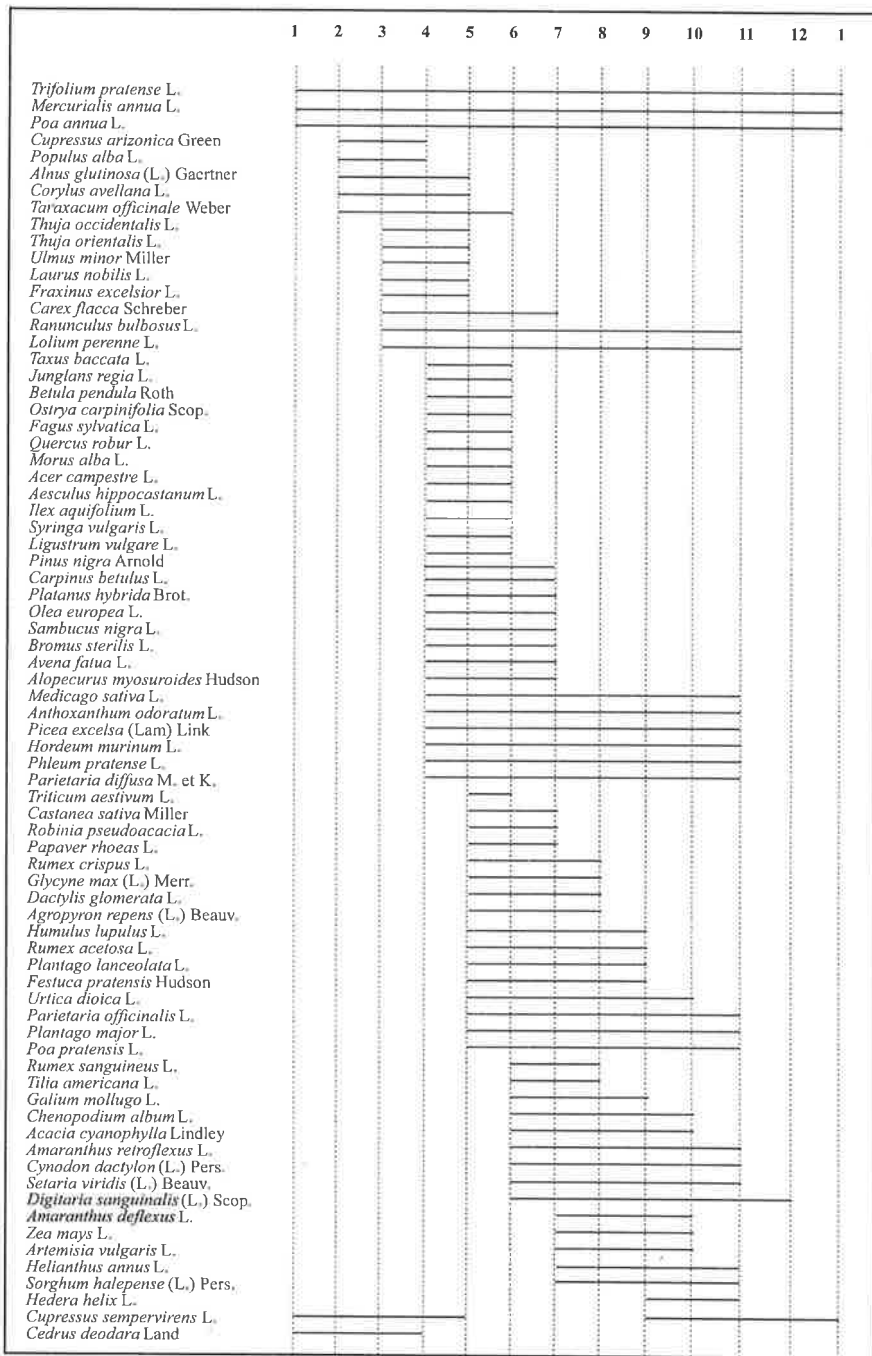 1 2 3 4 5 6 7 8 9 10 11 12 1
Trifolium pratense L.
Mercurialis annua L.
Poa annua L.
Cupressus arizonica Green
Populus alba L.
Alnus glutinosa (L.) Gaertner
Corylus avellana L.
Taraxacum officinale Weber
Thuja occidentalis L.
Thuja orientalis L.
Ulmus minor Miller
Laurus nobilis L.
Fraxinus excelsior L.
Carex flacca Schreber
Ranunculus bulbosus L.
Lolium perenne L.
Taxus baccata L.
Junglans regia L.
Betula pendula Roth
Ostrya carpinifolia Scop.
Fagus sylvatica L.
Quercus robur L.
Morus alba L.
Acer campestre L.
Aesculus hippocastanum L.
Ilex aquifolium L.
Syringa vulgaris L.
Ligustrum vulgare L.
Pinus nigra Arnold
Carpinus betulus L.
Platanus hybrida Brot.
Olea europea L.
Sambucus nigra L.
Bromus sterilis L.
Avena fatua L.
Alopecurus myosuroides Hudson
Medicago sativa L.
Anthoxanthum odoratum L.
Picea excelsa (Lam) Link
Hordeum murinum L.
Phleum pratense L.
Parietaria diffusa M. et K.
Triticum aestivum L.
Castanea sativa Miller
Robinia pseudoacacia L.
Papaver rhoeas L.
Rumex crispus L.
Glycyne max (L.) Merr.
Dactylis glomerata L.
Agropyron repens (L.) Beauv.
Humulus lupulus L.
Rumex acetosa L.
Plantago lanceolata L.
Festuca pratensis Hudson
Urtica dioica L.
Parietaria officinalis L.
Plantago major L.
Poa pratensis L.
Rumex sanguineus L.
Tilia americana L.
Galium mollugo L.
Chenopodium album L.
Acacia cyanophylla Lindley
Amaranthus retroflexus L.
Cynodon dactylon (L.) Pers.
Setaria viridis (L.) Beauv.
Digitaria sanguinalis (L.) Scop.
Amaranthus deflexus L.
Zea mays L.
Artemisia vulgaris L.
Helianthus annus L.
Sorghum halepense (L.) Pers.
Hedera helix L.
Cupressus sempervirens L.
Cedrus deodara Land